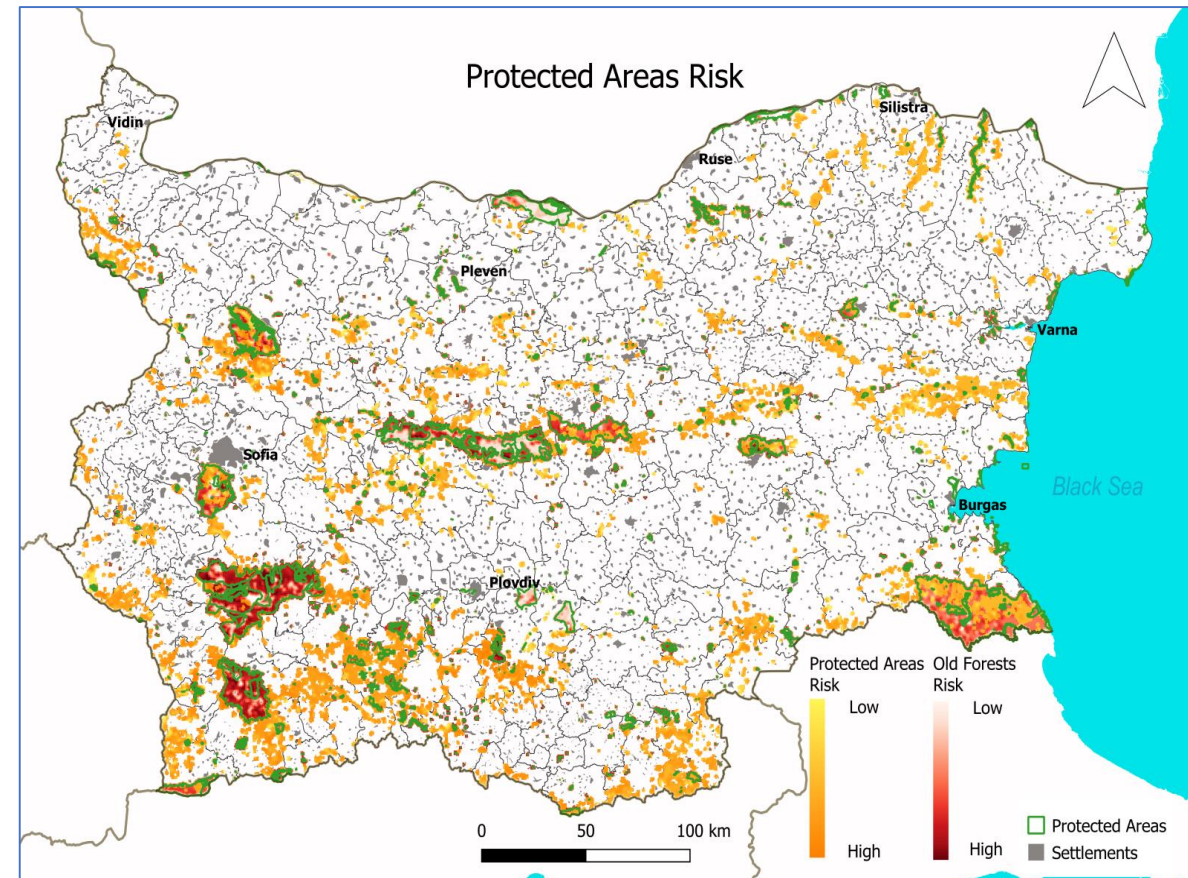 Protected Areas Risk
Vidin
Silistra
Ruse
Pleven
Varna
Sofia
Black Sea
Burgas
Plovdiv
Protected Areas Risk
Low
High
Old Forests Risk
Low
High
0 50 100 km
Protected Areas
Settlements